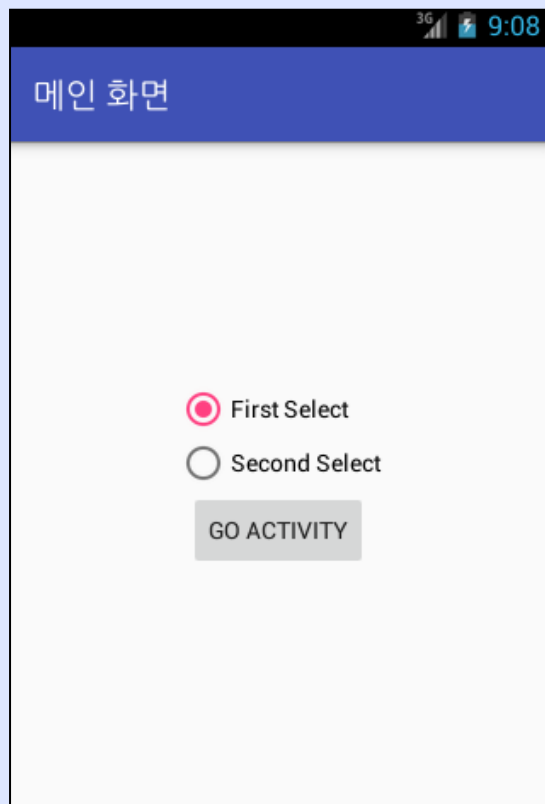 3G 9:08
메인 화면
First Select
Second Select
GO ACTIVITY